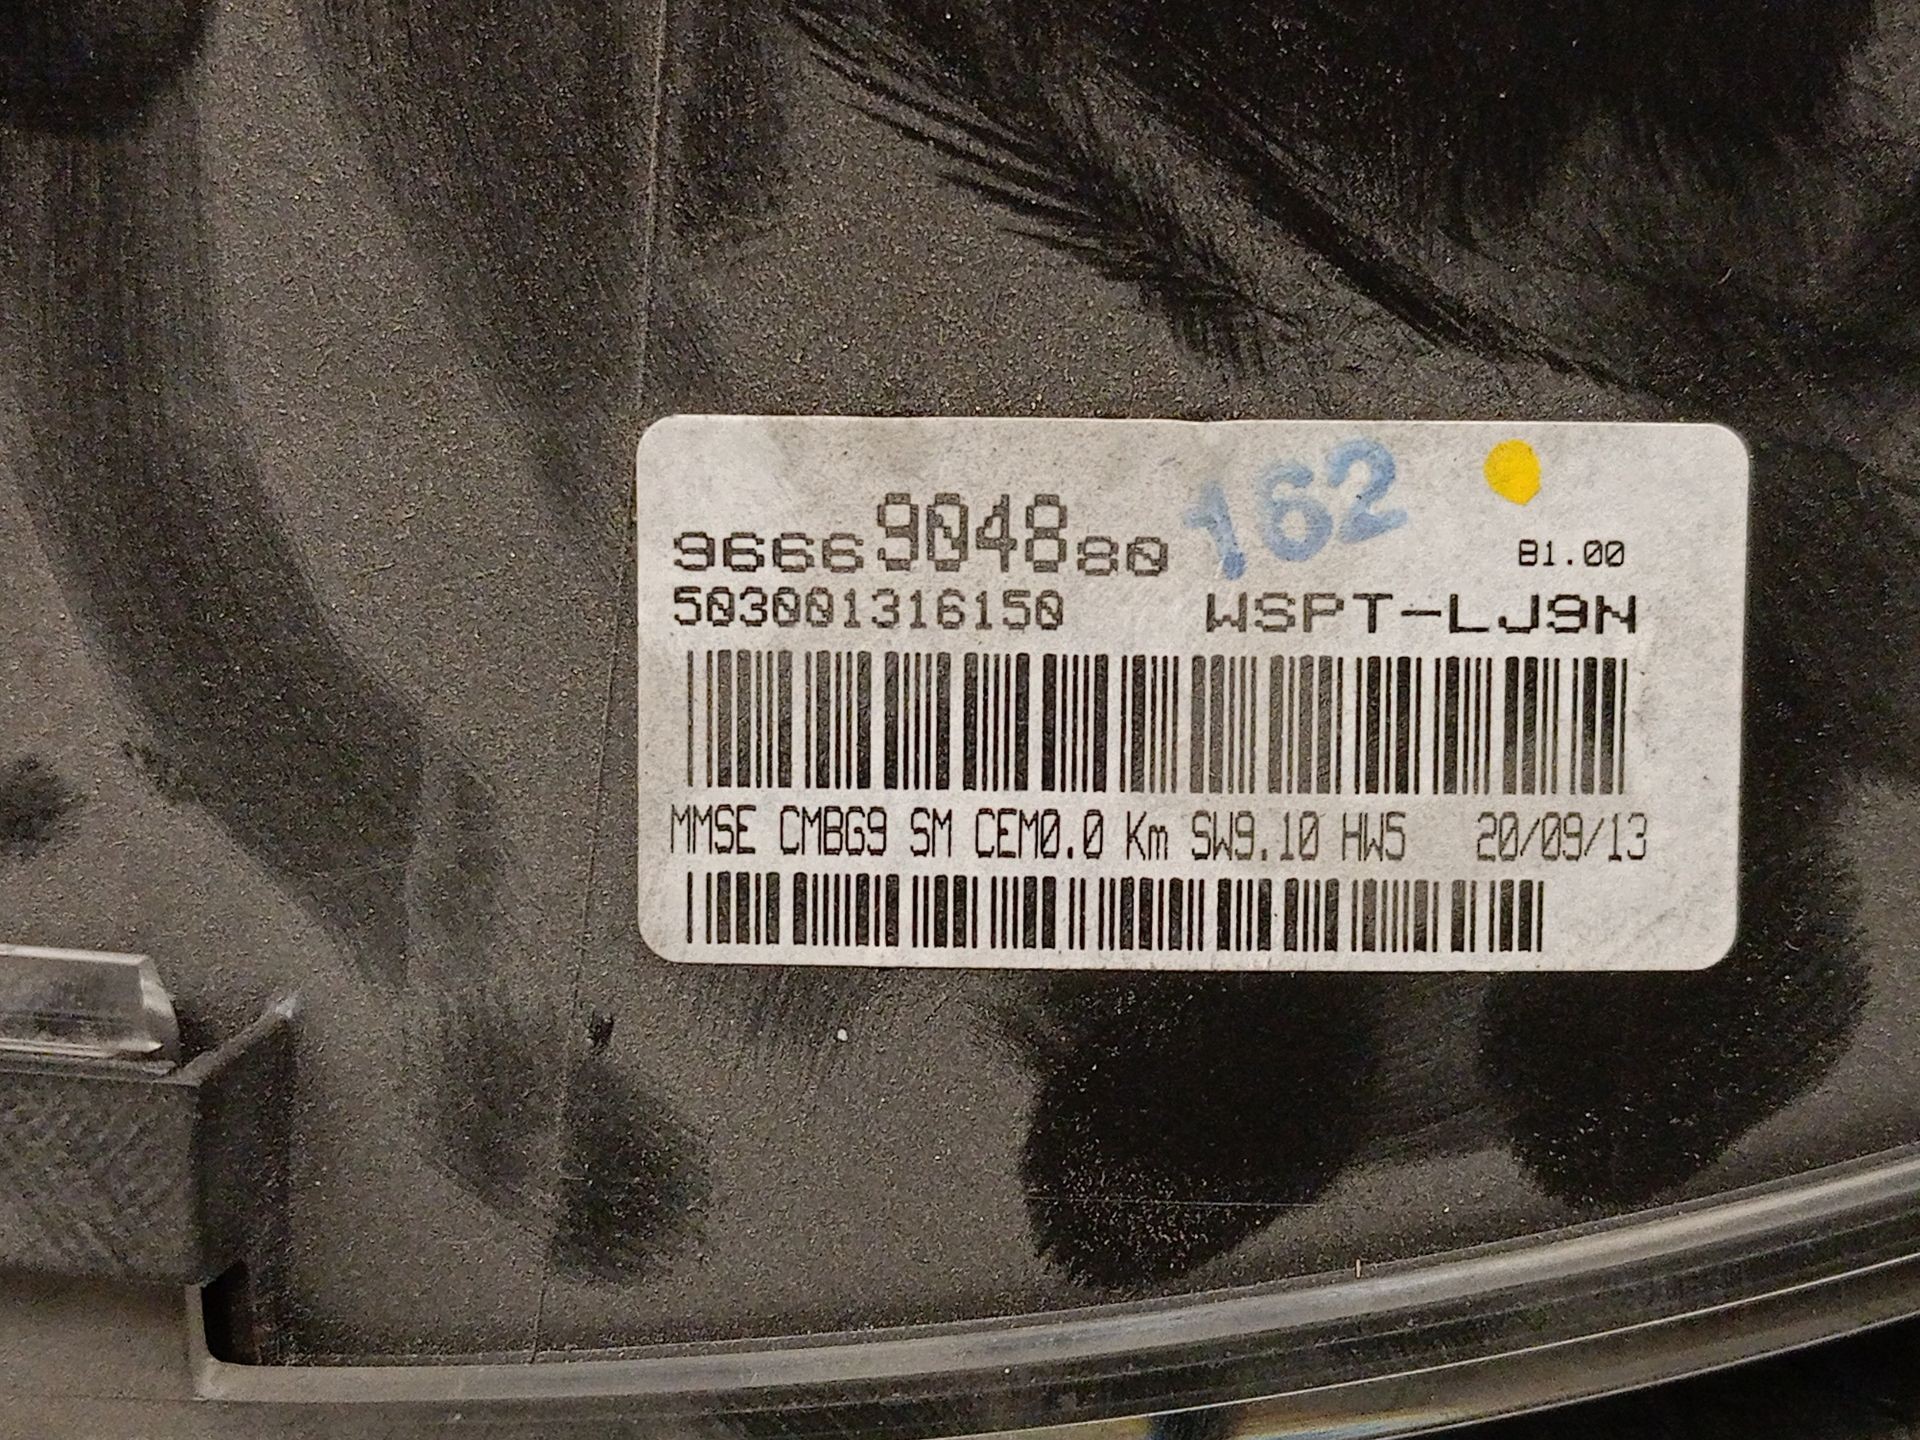 9666904880 162 B1.00
503001316150 WSPT-LJ9N
MMSE CMBG9 SM CEM0.0 Km SW9.10 HW5 20/09/13